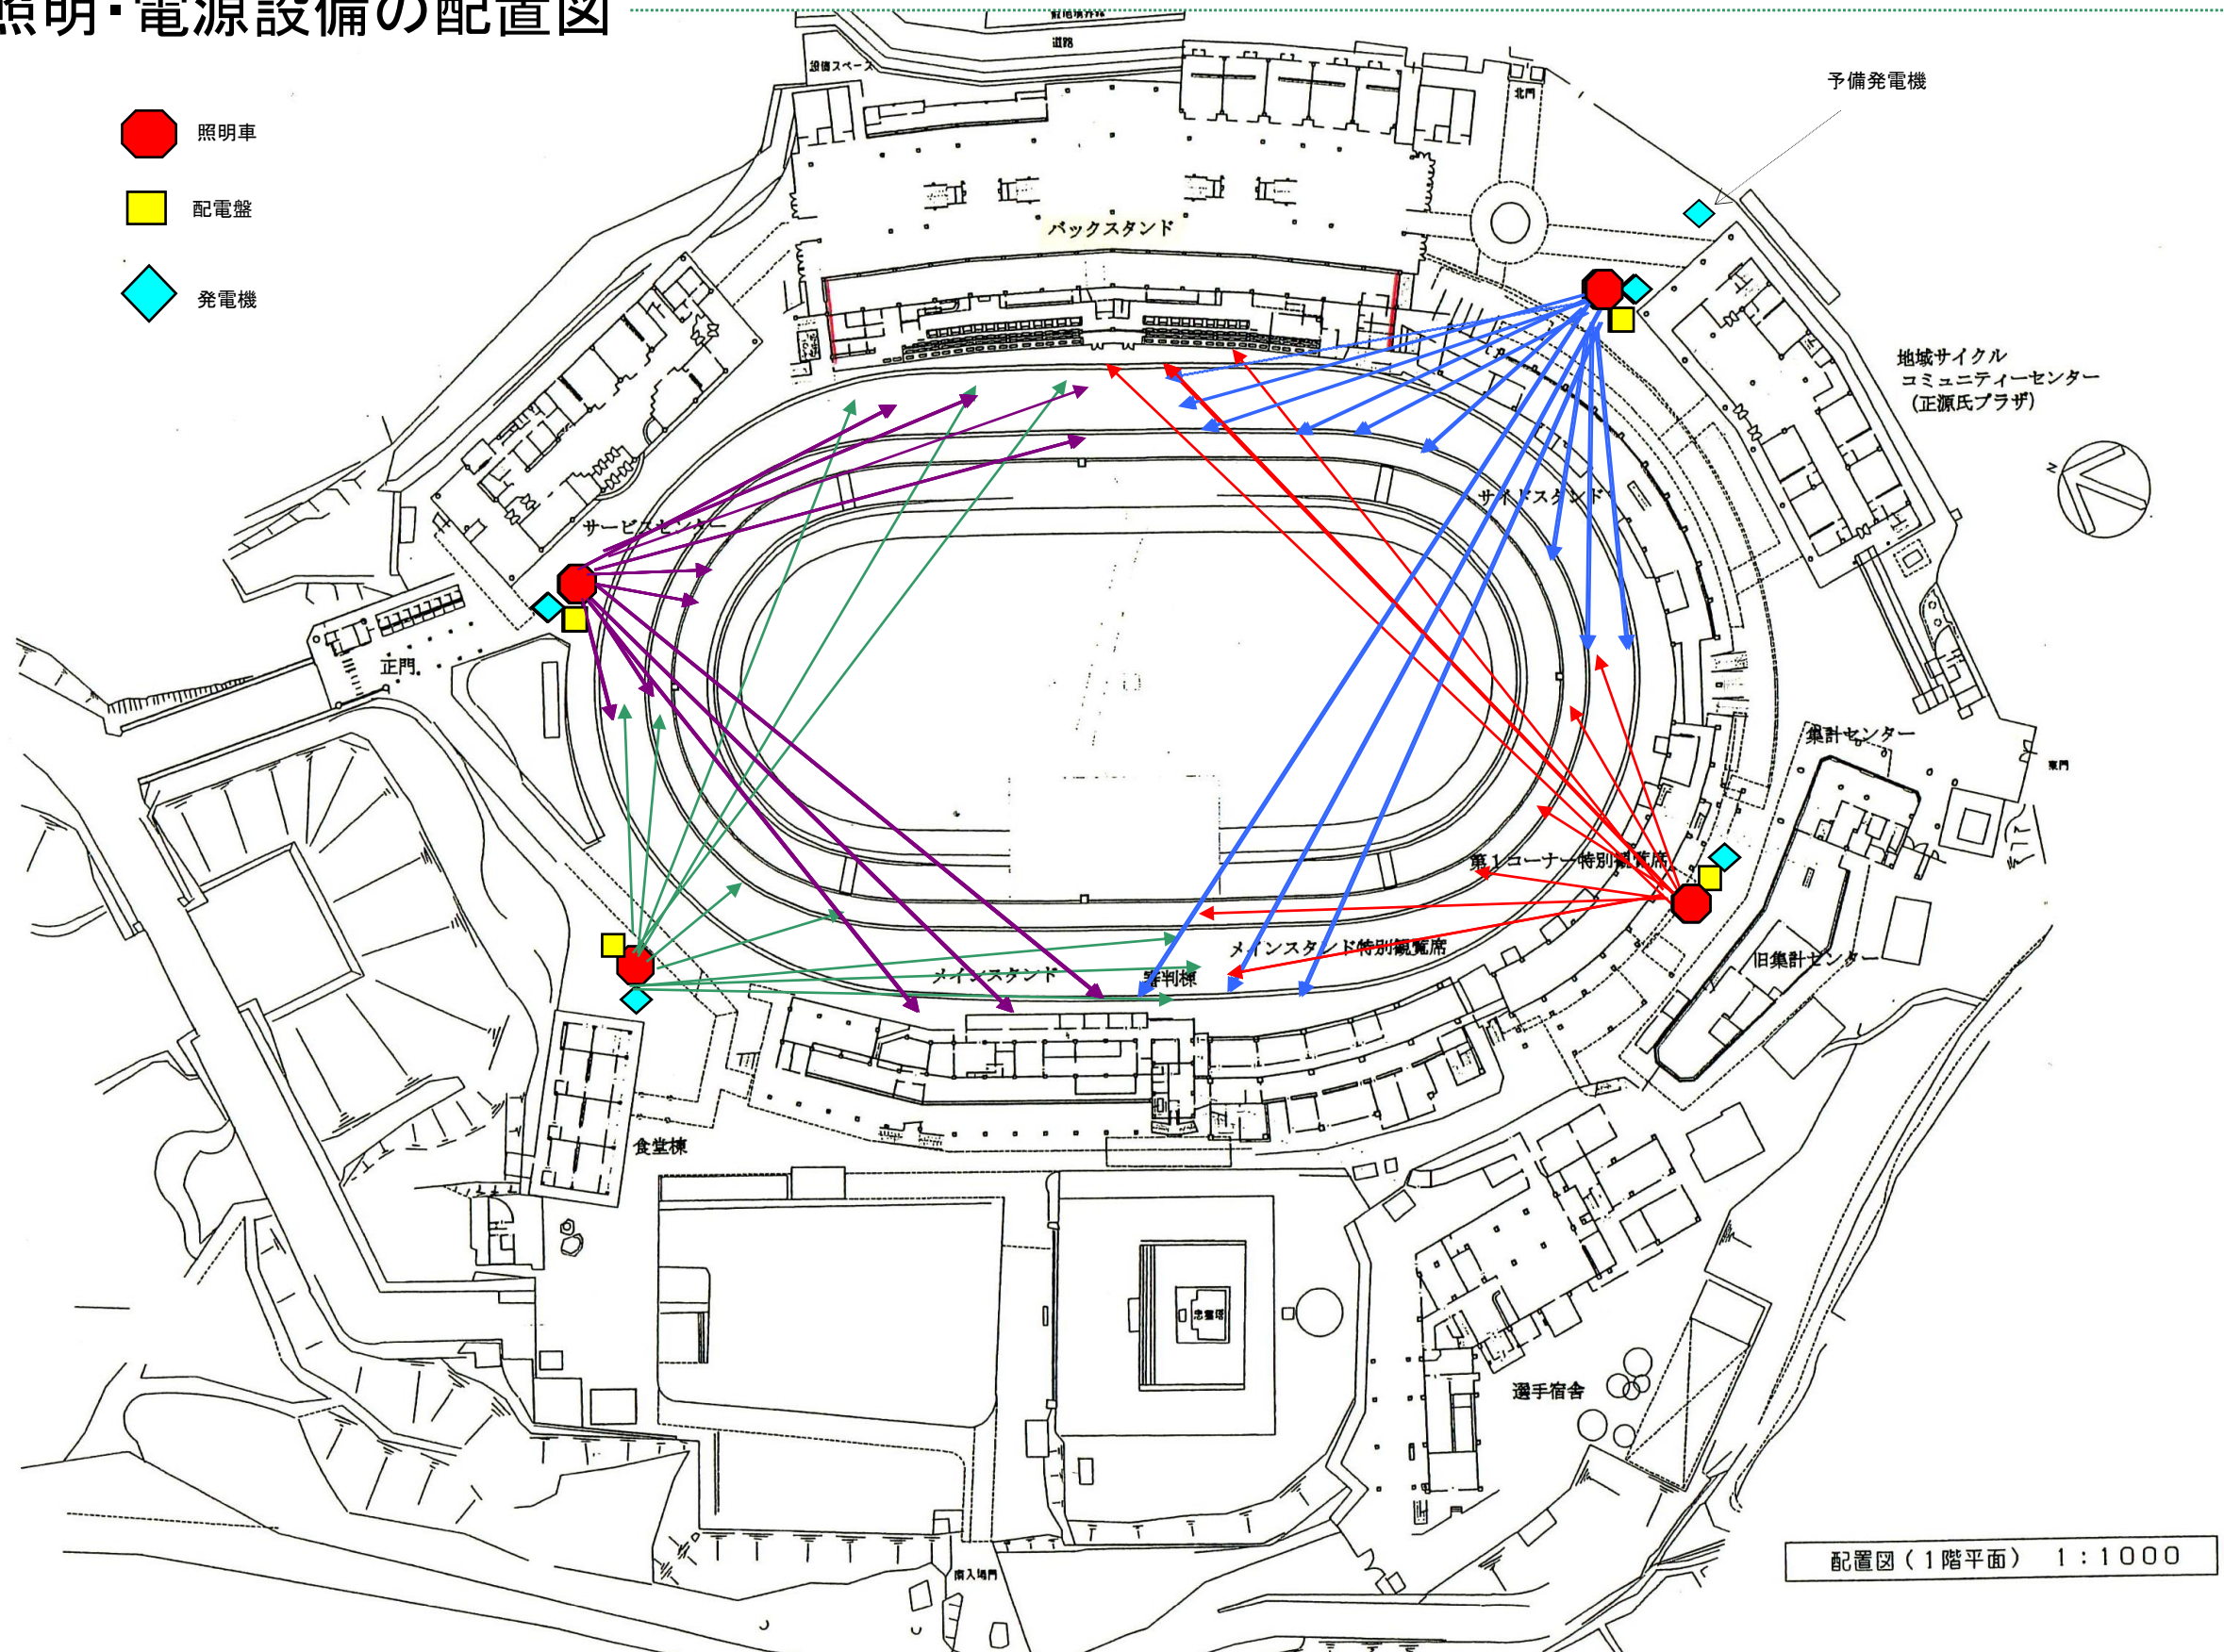 照明・電源設備の配置図
道路
設備スペース
北門
予備発電機
照明車
配電盤
発電機
バックスタンド
地域サイクル
コミュニティーセンター
(正源氏プラザ)
N
サイドスタンド
サービスセンター
正門
集計センター
東門
第1コーナー特別観覧席
メインスタンド特別観覧席
メインスタンド
審判棟
旧集計センター
食堂棟
忠霊塔
選手宿舎
配置図(1階平面) 1:1000
南入場門